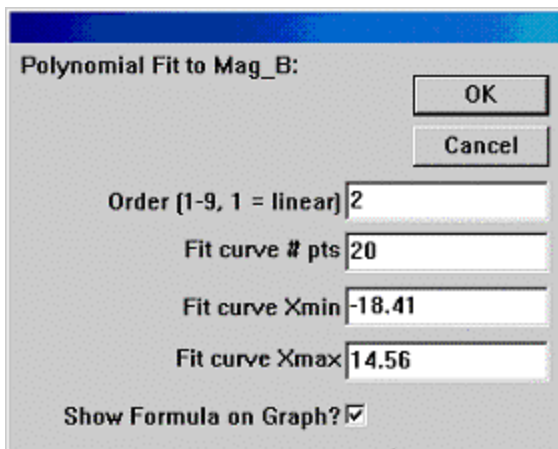 Polynomial Fit to Mag_B:
OK
Cancel
Order (1-9, 1 = linear) 2
Fit curve # pts 20
Fit curve Xmin -18.41
Fit curve Xmax 14.56
Show Formula on Graph?